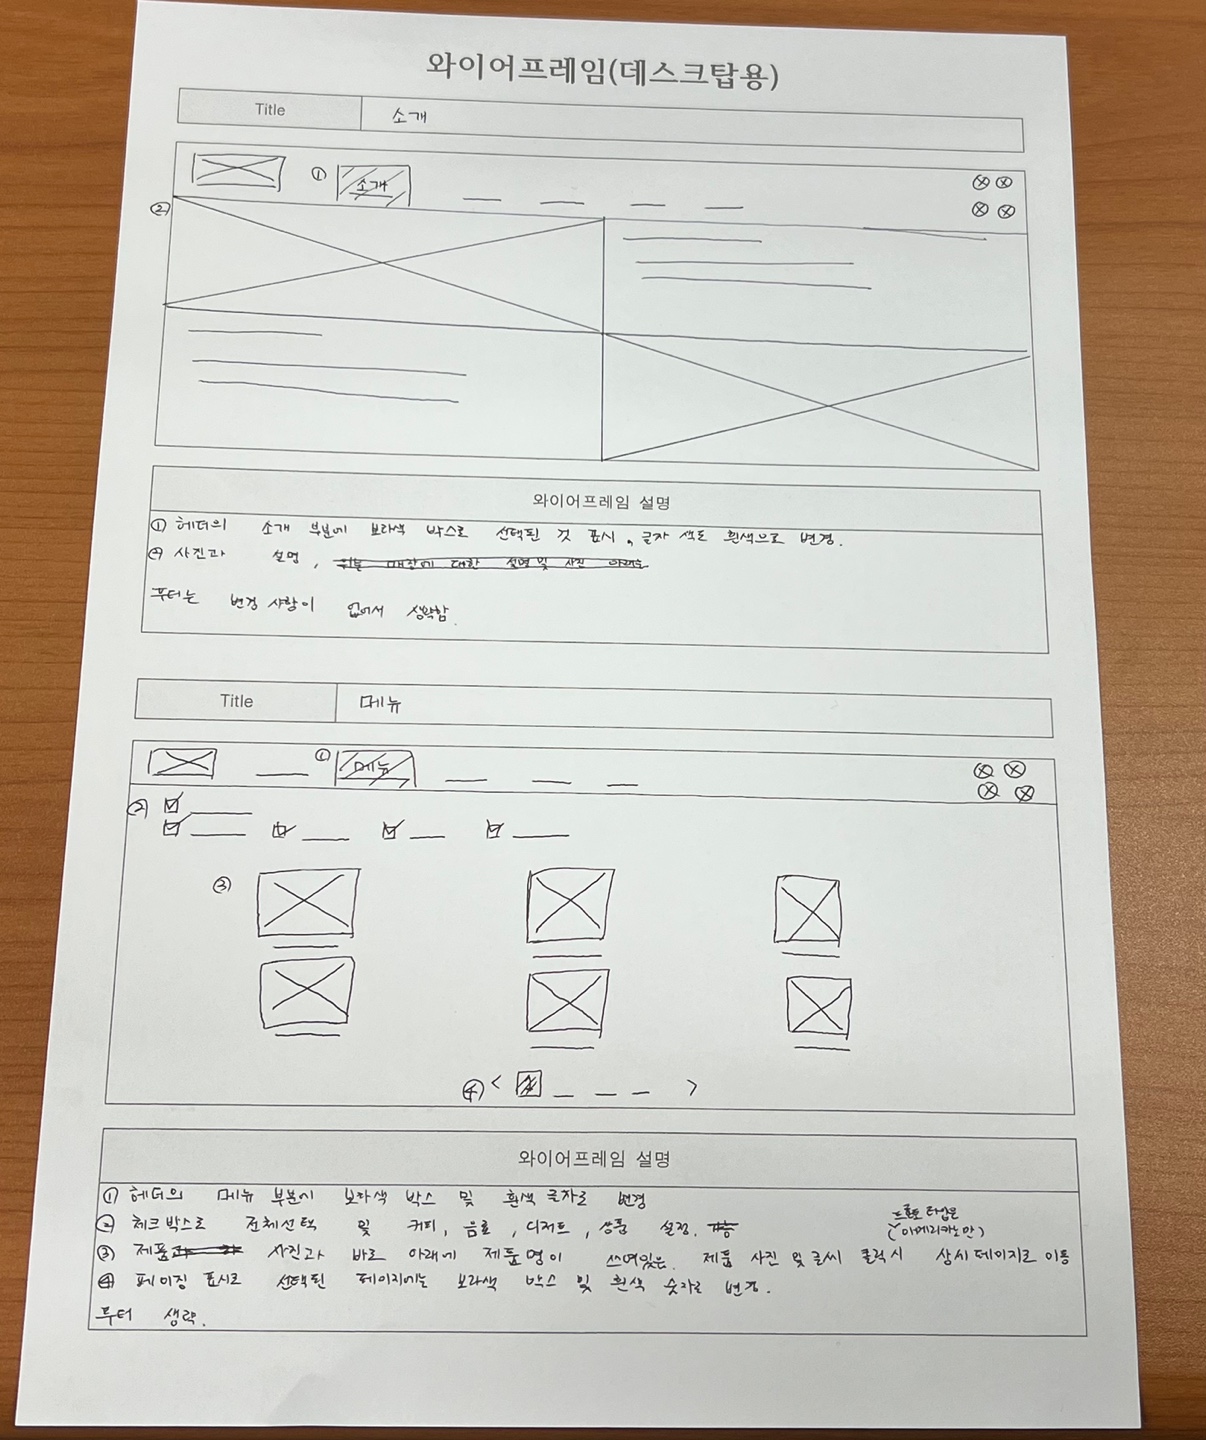 와이어프레임(데스크탑용)
Title 소개
① 소개
②
와이어프레임 설명
① 헤더의 소개 부분에 보라색 박스로 선택된 것 표시, 글자 색도 흰색으로 변경.
② 사진과 설명,
푸터는 변경 사항이 없어서 생략함.
Title 메뉴
① 메뉴
②
③
④ < >
와이어프레임 설명
① 헤더의 메뉴 부분이 보라색 박스 및 흰색 글자로 변경
② 체크박스로 전체선택 및 커피, 음료, 디저트, 상품 설정.
프로토타입은
(아메리카노만)
③ 제품 사진과 바로 아래에 제품명이 쓰여있음. 제품 사진 및 글씨 클릭시 상세페이지로 이동
④ 페이징 표시로 선택된 페이지에는 보라색 박스 및 흰색 숫자로 변경.
푸터 생략.